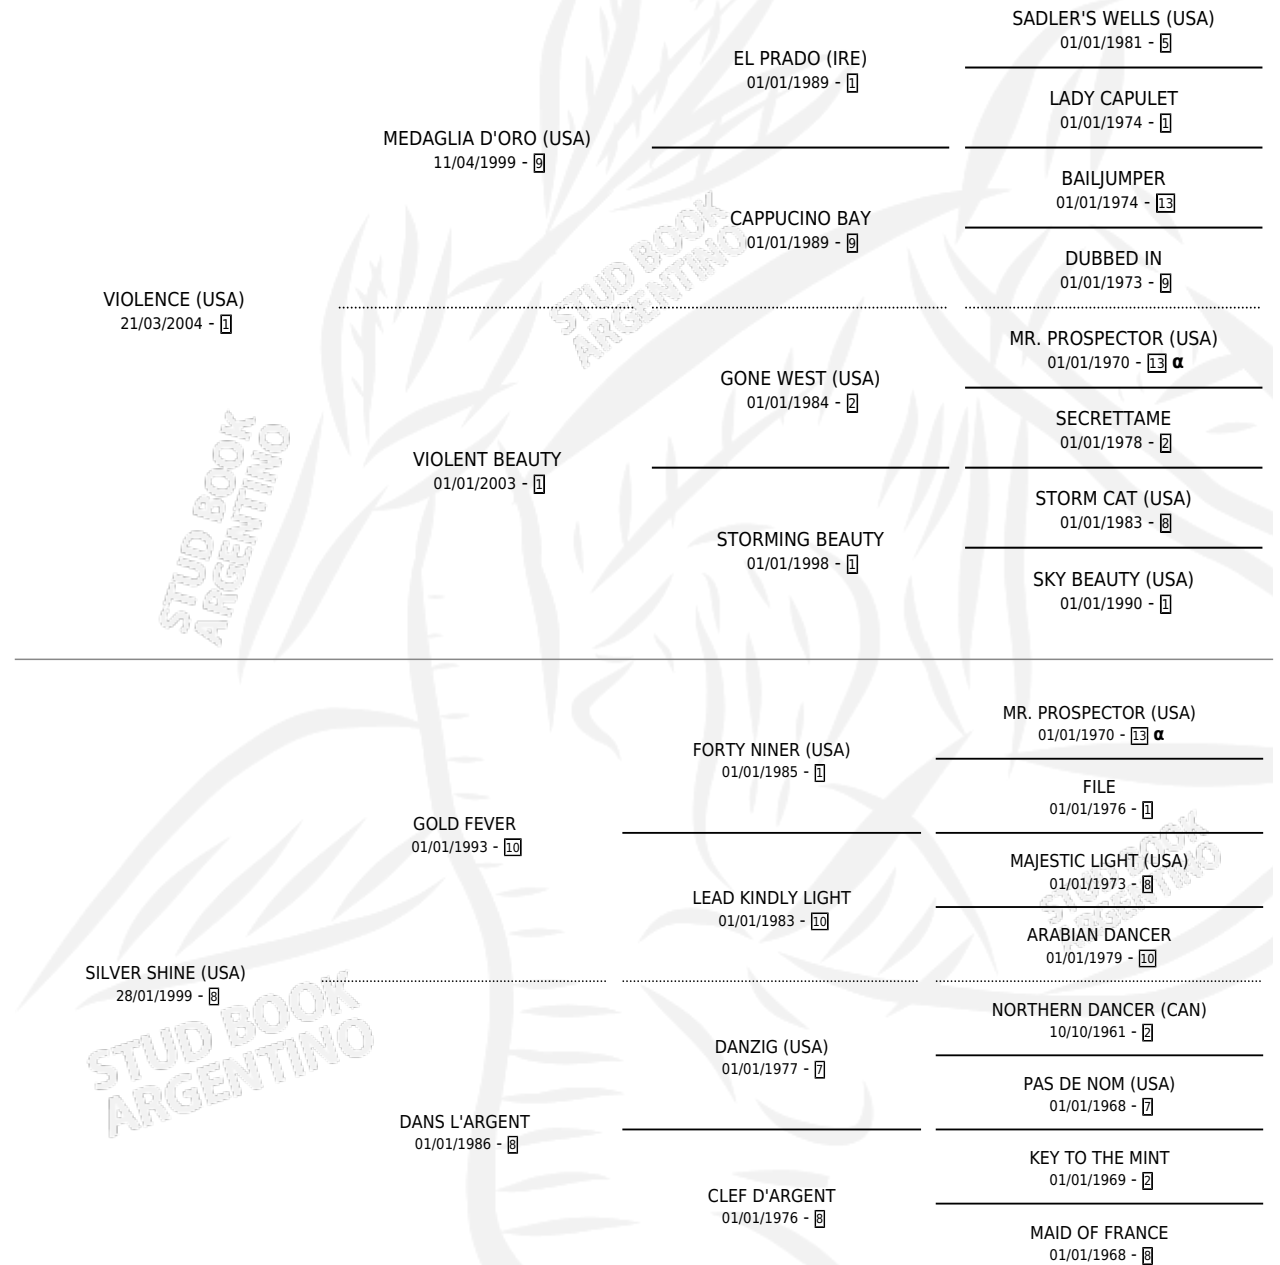 SADLER'S WELLS (USA)
01/01/1981 - 5
EL PRADO (IRE)
01/01/1989 - 1
LADY CAPULET
01/01/1974 - 1
MEDAGLIA D'ORO (USA)
11/04/1999 - 9
BAILJUMPER
01/01/1974 - 13
CAPPUCINO BAY
01/01/1989 - 9
DUBBED IN
01/01/1973 - 9
STUD BOOK
ARGENTINO
VIOLENCE (USA)
21/03/2004 - 1
MR. PROSPECTOR (USA)
01/01/1970 - 13 α
GONE WEST (USA)
01/01/1984 - 2
SECRETTAME
01/01/1978 - 2
VIOLENT BEAUTY
01/01/2003 - 1
STORM CAT (USA)
01/01/1983 - 8
STORMING BEAUTY
01/01/1998 - 1
SKY BEAUTY (USA)
01/01/1990 - 1
STUD BOOK
ARGENTINO
MR. PROSPECTOR (USA)
01/01/1970 - 13 α
FORTY NINER (USA)
01/01/1985 - 1
FILE
01/01/1976 - 1
GOLD FEVER
01/01/1993 - 10
MAJESTIC LIGHT (USA)
01/01/1973 - 8
LEAD KINDLY LIGHT
01/01/1983 - 10
ARABIAN DANCER
01/01/1979 - 10
STUD BOOK
ARGENTINO
SILVER SHINE (USA)
28/01/1999 - 8
NORTHERN DANCER (CAN)
10/10/1961 - 2
DANZIG (USA)
01/01/1977 - 7
PAS DE NOM (USA)
01/01/1968 - 7
STUD BOOK
ARGENTINO
DANS L'ARGENT
01/01/1986 - 8
KEY TO THE MINT
01/01/1969 - 2
CLEF D'ARGENT
01/01/1976 - 8
MAID OF FRANCE
01/01/1968 - 8